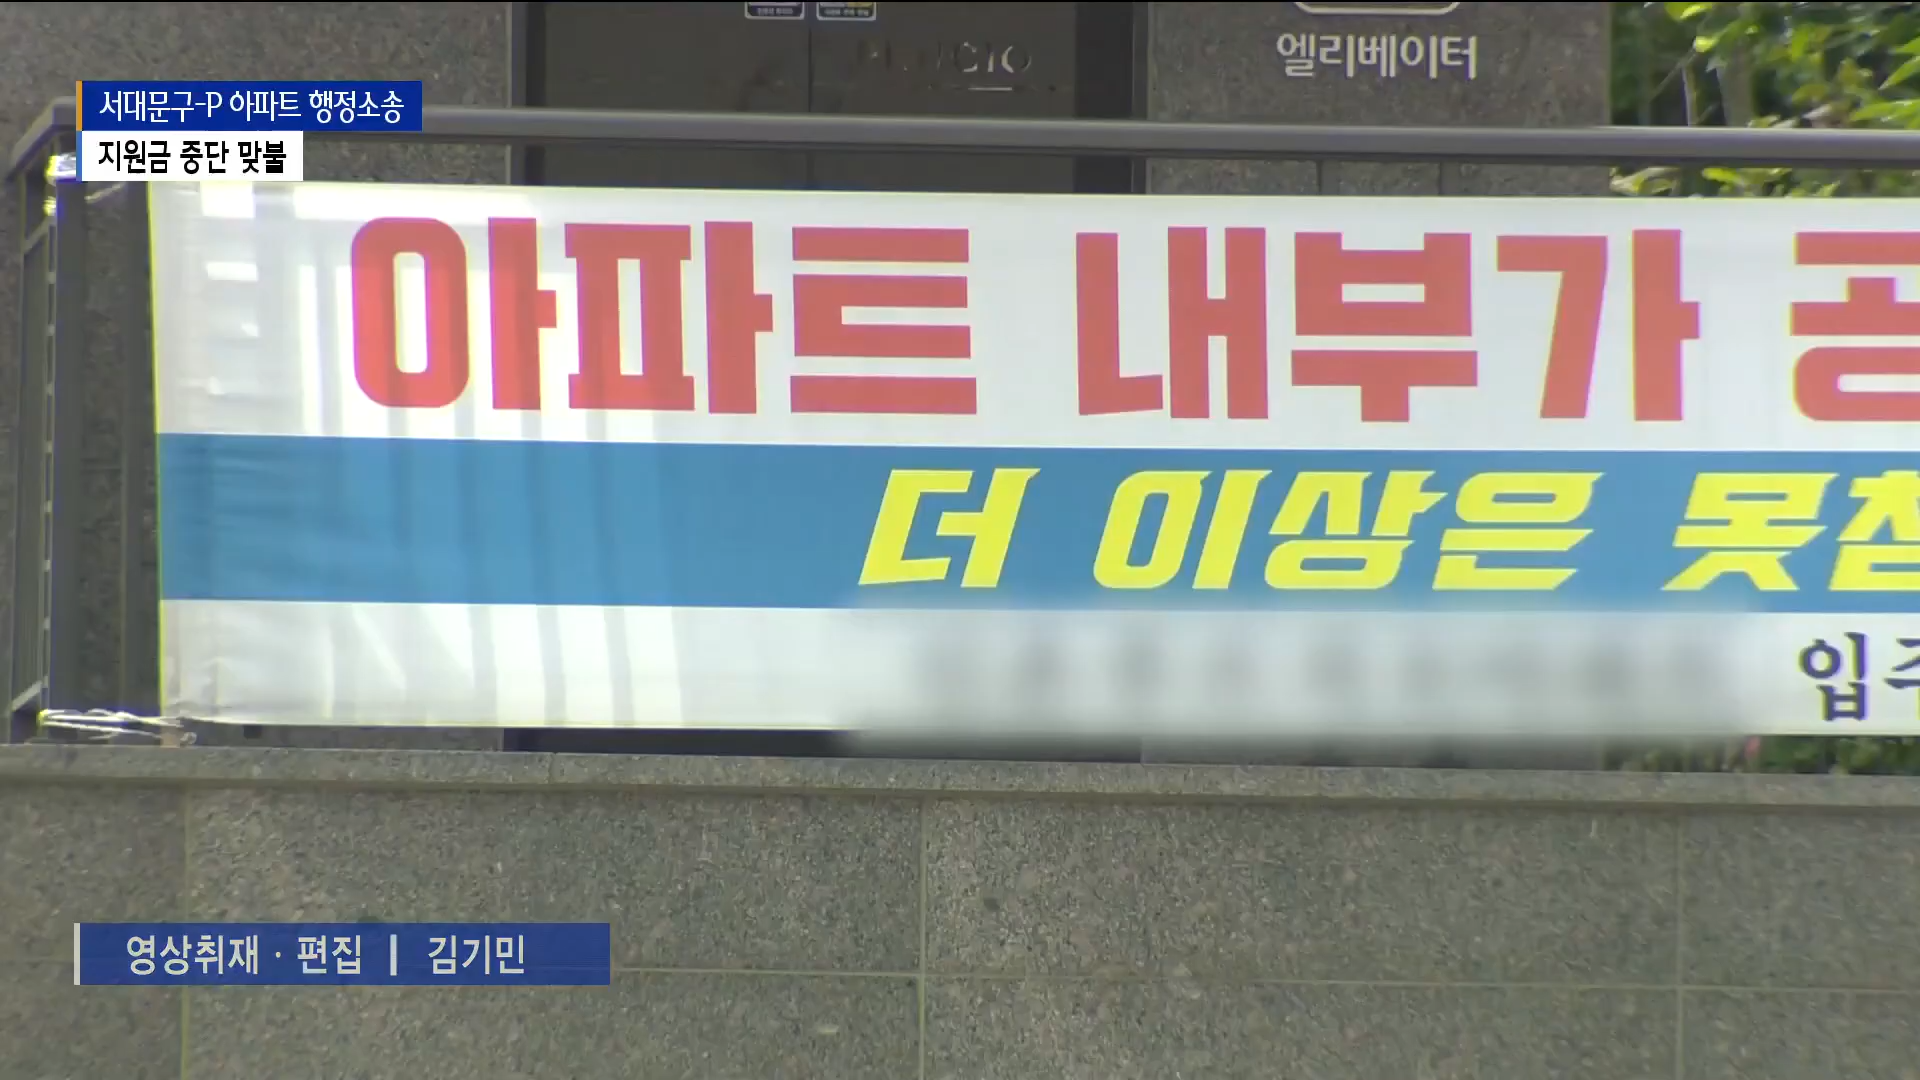 엘리베이터
서대문구-P 아파트 행정소송
지원금 중단 맞불
아파트 내부가
더 이상은
영상취재·편집 | 김기민